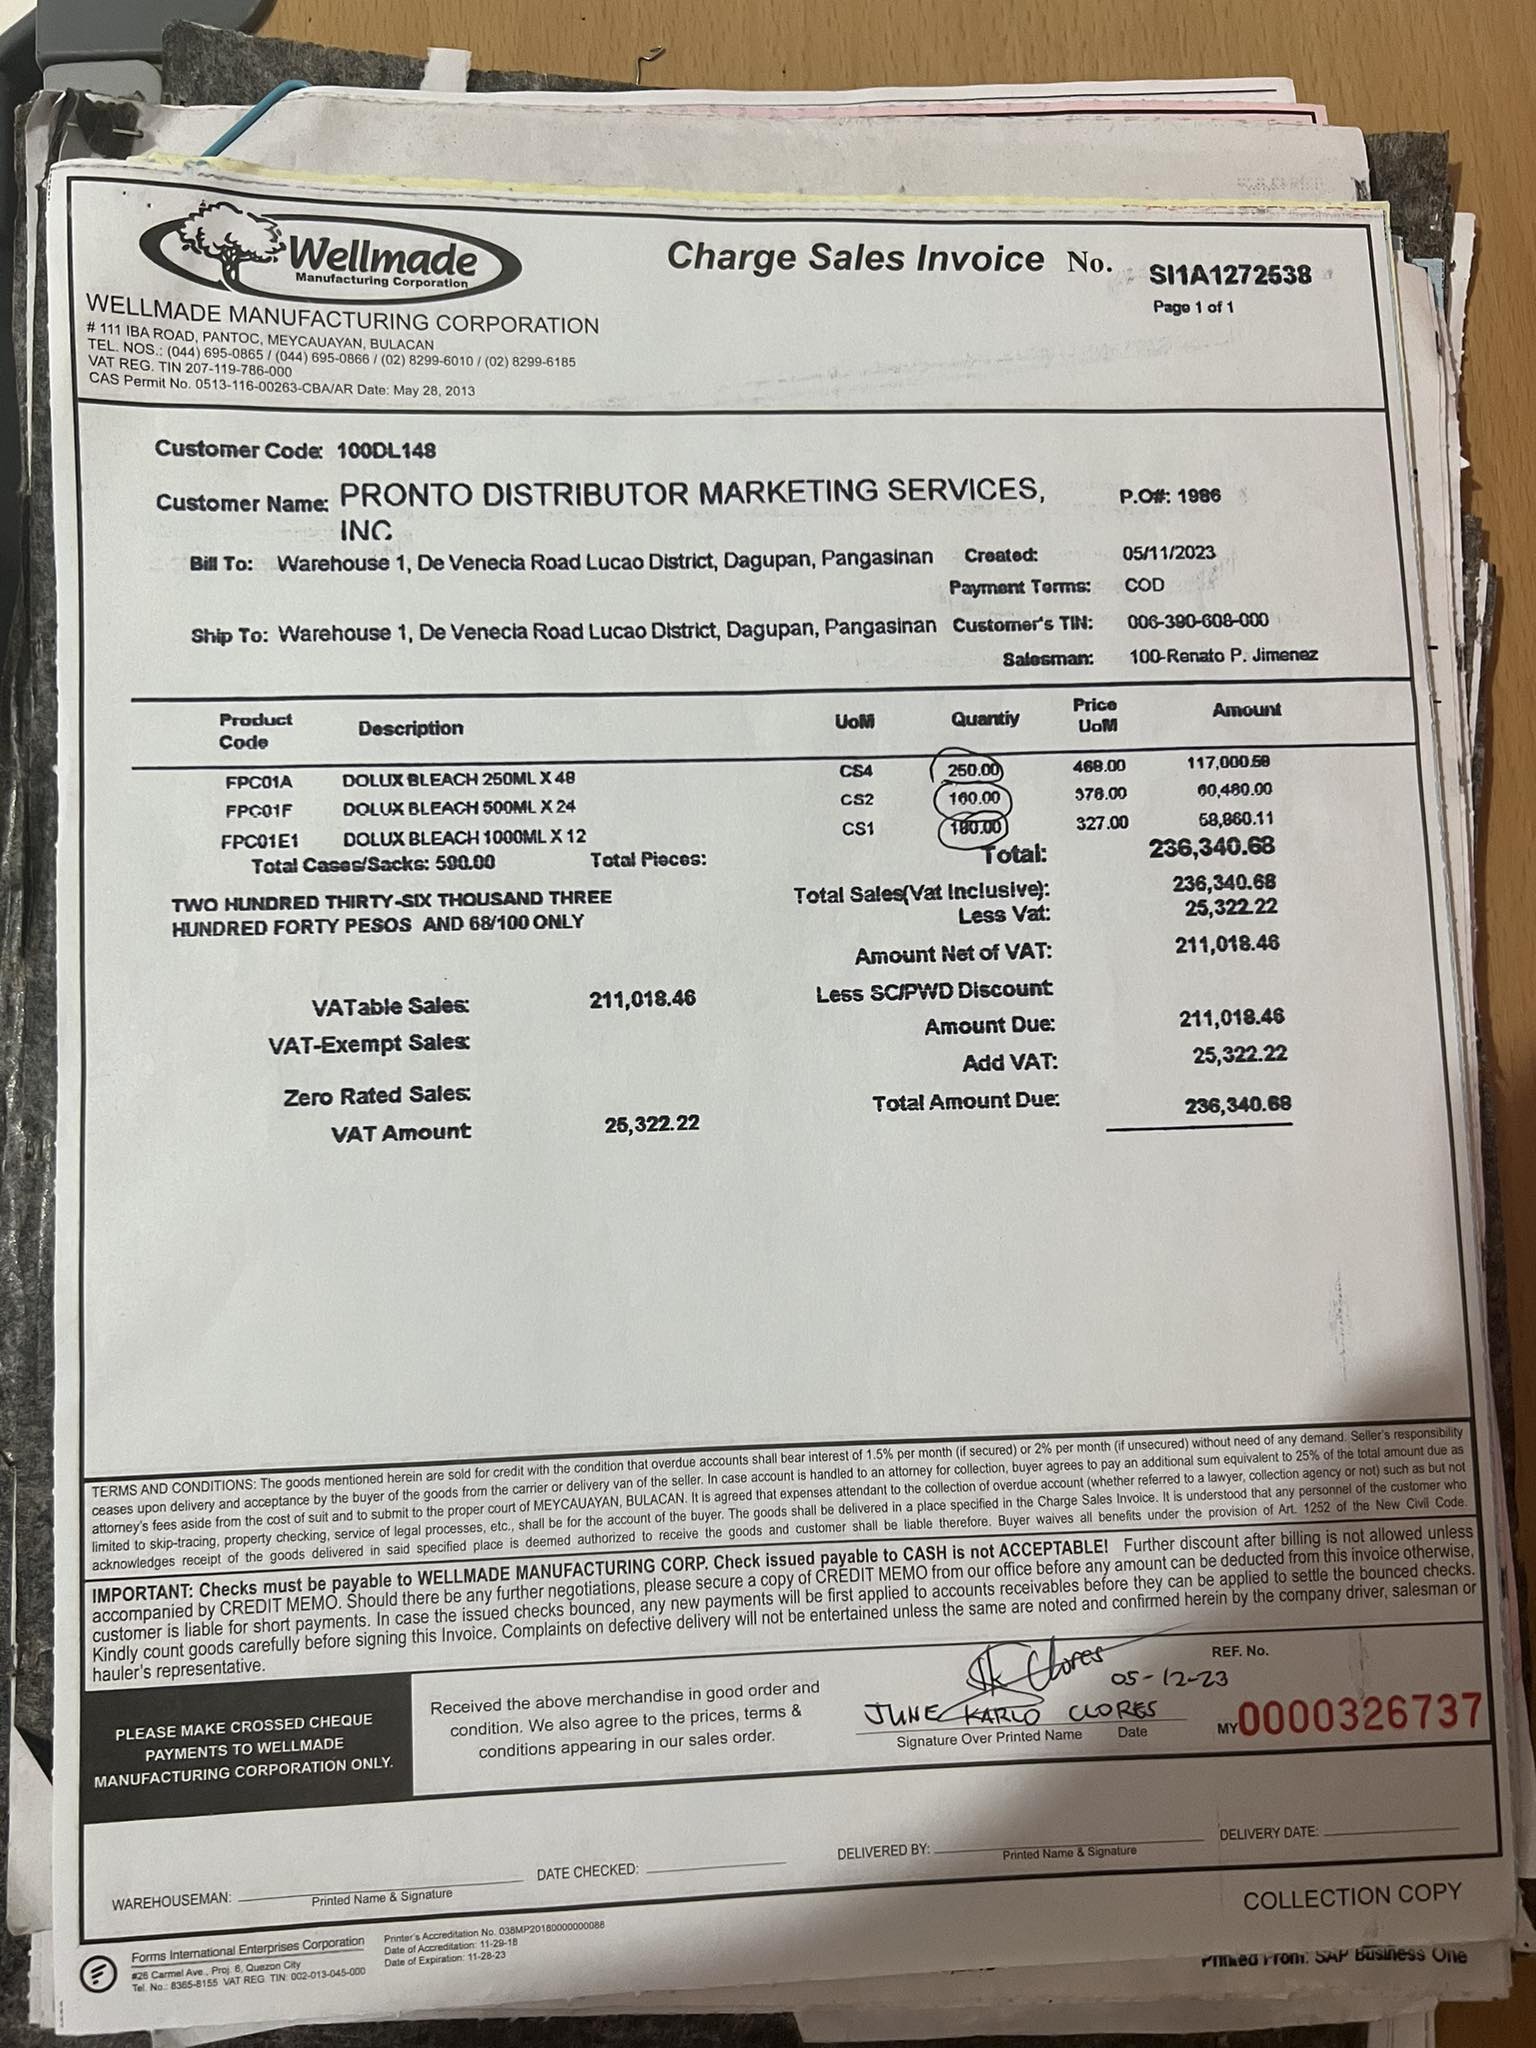 Wellmade
Manufacturing Corporation
Charge Sales Invoice No. SI1A1272538
Page 1 of 1
WELLMADE MANUFACTURING CORPORATION
# 111 IBA ROAD, PANTOC, MEYCAUAYAN, BULACAN
TEL. NOS.: (044) 695-0865 / (044) 695-0866 / (02) 8299-6010 / (02) 8299-6185
VAT REG. TIN 207-119-786-000
CAS Permit No. 0513-116-00263-CBA/AR Date: May 28, 2013
Customer Code: 100DL148
Customer Name: PRONTO DISTRIBUTOR MARKETING SERVICES, P.O#: 1986
INC
Bill To: Warehouse 1, De Venecia Road Lucao District, Dagupan, Pangasinan Created: 05/11/2023
Payment Terms: COD
Ship To: Warehouse 1, De Venecia Road Lucao District, Dagupan, Pangasinan Customer's TIN: 006-390-608-000
Salesman: 100-Renato P. Jimenez
Product Code Description UoM Quantiy Price UoM Amount
FPC01A DOLUX BLEACH 250ML X 48 CS4 250.00 468.00 117,000.58
FPC01F DOLUX BLEACH 500ML X 24 CS2 160.00 378.00 60,480.00
FPC01E1 DOLUX BLEACH 1000ML X 12 CS1 180.00 327.00 58,860.11
Total Cases/Sacks: 590.00 Total Pieces: Total: 236,340.68
TWO HUNDRED THIRTY-SIX THOUSAND THREE
HUNDRED FORTY PESOS AND 68/100 ONLY
Total Sales(Vat Inclusive): 236,340.68
Less Vat: 25,322.22
Amount Net of VAT: 211,018.46
VATable Sales: 211,018.46 Less SC/PWD Discount:
VAT-Exempt Sales: Amount Due: 211,018.46
Zero Rated Sales: Add VAT: 25,322.22
VAT Amount: 25,322.22 Total Amount Due: 236,340.68
TERMS AND CONDITIONS: The goods mentioned herein are sold for credit with the condition that overdue accounts shall bear interest of 1.5% per month (if secured) or 2% per month (if unsecured) without need of any demand. Seller's responsibility
ceases upon delivery and acceptance by the buyer of the goods from the carrier or delivery van of the seller. In case account is handled to an attorney for collection, buyer agrees to pay an additional sum equivalent to 25% of the total amount due as
attorney's fees aside from the cost of suit and to submit to the proper court of MEYCAUAYAN, BULACAN. It is agreed that expenses attendant to the collection of overdue account (whether referred to a lawyer, collection agency or not) such as but not
limited to skip-tracing, property checking, service of legal processes, etc., shall be for the account of the buyer. The goods shall be delivered in a place specified in the Charge Sales Invoice. It is understood that any personnel of the customer who
acknowledges receipt of the goods delivered in said specified place is deemed authorized to receive the goods and customer shall be liable therefore. Buyer waives all benefits under the provision of Art. 1252 of the New Civil Code.
IMPORTANT: Checks must be payable to WELLMADE MANUFACTURING CORP. Check issued payable to CASH is not ACCEPTABLE! Further discount after billing is not allowed unless
accompanied by CREDIT MEMO. Should there be any further negotiations, please secure a copy of CREDIT MEMO from our office before any amount can be deducted from this invoice otherwise,
customer is liable for short payments. In case the issued checks bounced, any new payments will be first applied to accounts receivables before they can be applied to settle the bounced checks.
Kindly count goods carefully before signing this Invoice. Complaints on defective delivery will not be entertained unless the same are noted and confirmed herein by the company driver, salesman or
hauler's representative.
PLEASE MAKE CROSSED CHEQUE
PAYMENTS TO WELLMADE
MANUFACTURING CORPORATION ONLY.
Received the above merchandise in good order and
condition. We also agree to the prices, terms &
conditions appearing in our sales order.
Clores 05-12-23
JUNE KARLO CLORES
Signature Over Printed Name Date
REF. No.
MY0000326737
WAREHOUSEMAN: DATE CHECKED: DELIVERED BY: DELIVERY DATE:
Printed Name & Signature Printed Name & Signature
COLLECTION COPY
Forms International Enterprises Corporation
#26 Carmel Ave., Proj. 6, Quezon City
Tel. No.: 8365-8155 VAT REG. TIN: 002-013-045-000
Printer's Accreditation No. 038MP20180000000088
Date of Accreditation: 11-29-18
Date of Expiration: 11-28-23
Printed From: SAP Business One